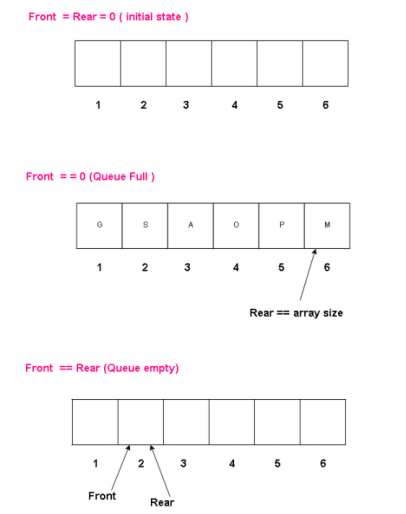 Front = Rear = 0 ( initial state )
1 2 3 4 5 6
Front = = 0 (Queue Full )
G S A O P M
1 2 3 4 5 6
Rear == array size
Front == Rear (Queue empty)
1 2 3 4 5 6
Front
Rear